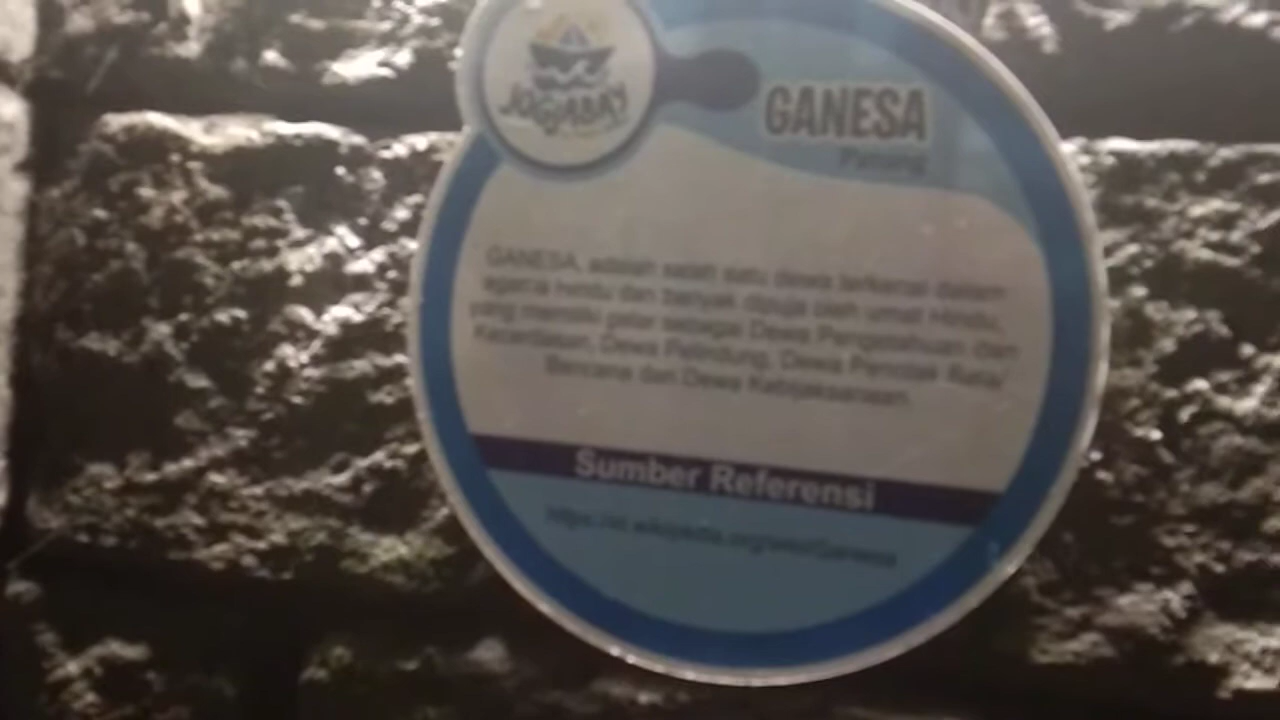 JOGJABAY
GANESA
Patung
GANESA, adalah salah satu dewa terkenal dalam
agama Hindu dan banyak dipuja oleh umat Hindu,
yang memiliki gelar sebagai Dewa Pengetahuan dan
Kecerdasan, Dewa Pelindung, Dewa Penolak Bala/
Bencana dan Dewa Kebijaksanaan.
Sumber Referensi
https://id.wikipedia.org/wiki/Ganesa